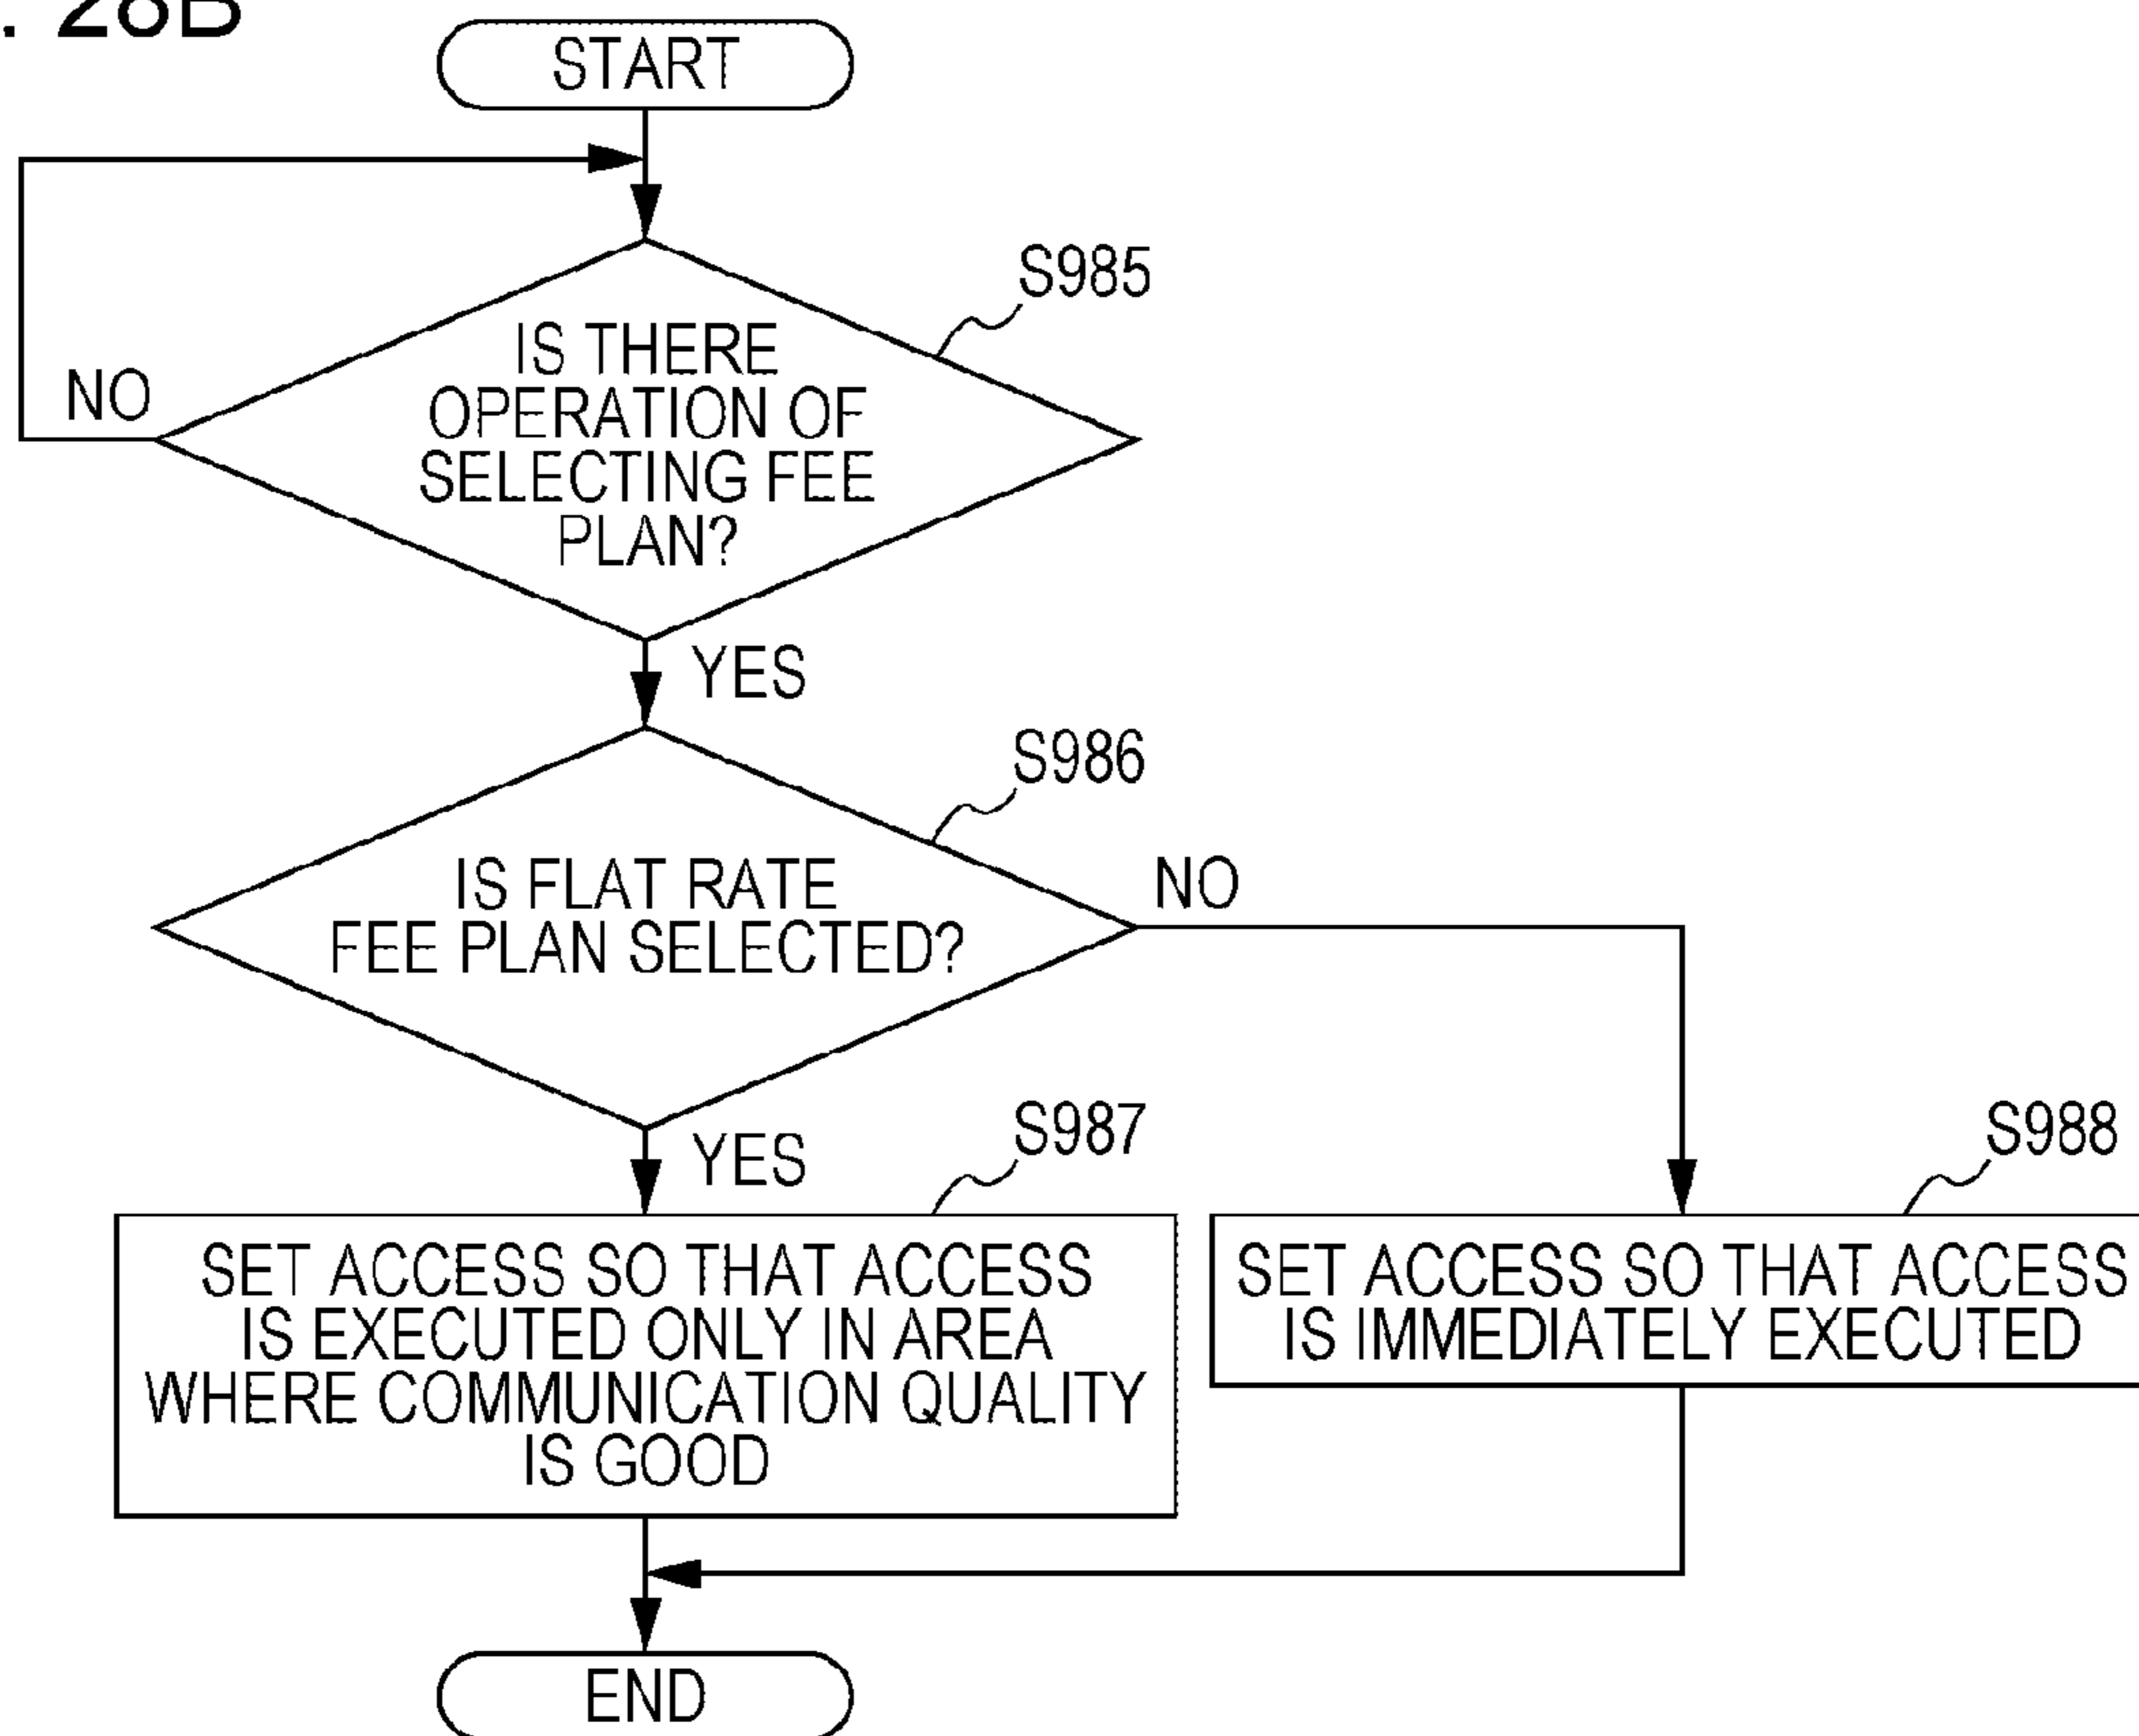 . 28B
START
S985
IS THERE
OPERATION OF
SELECTING FEE
PLAN?
NO
YES
S986
IS FLAT RATE
FEE PLAN SELECTED?
NO
YES
S987
SET ACCESS SO THAT ACCESS
IS EXECUTED ONLY IN AREA
WHERE COMMUNICATION QUALITY
IS GOOD
S988
SET ACCESS SO THAT ACCESS
IS IMMEDIATELY EXECUTED
END